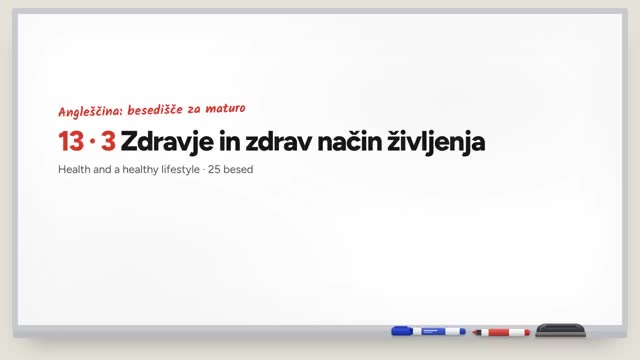 Angleščina: besedišče za maturo
13 · 3 Zdravje in zdrav način življenja
Health and a healthy lifestyle · 25 besed